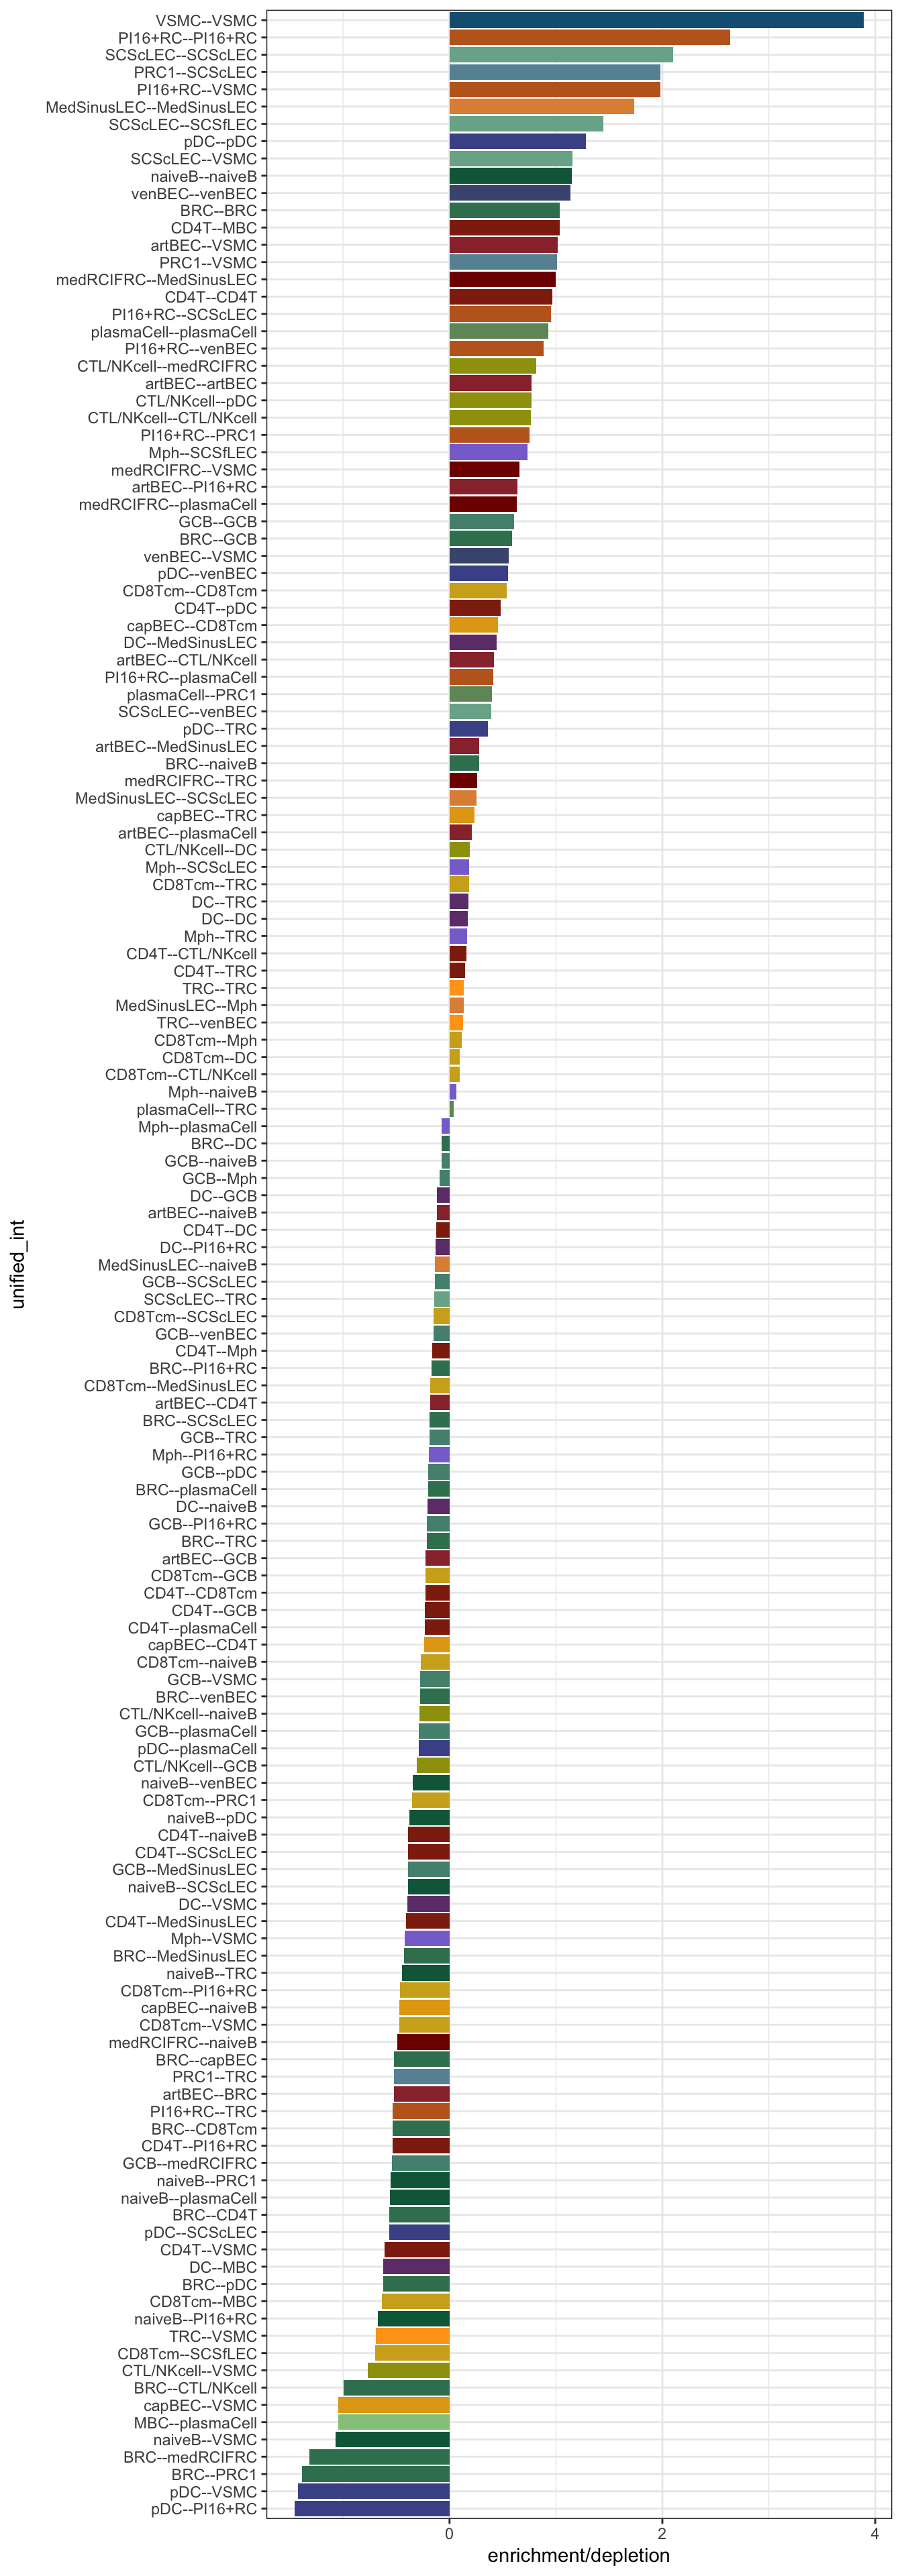 VSMC--VSMC
PI16+RC--PI16+RC
SCScLEC--SCScLEC
PRC1--SCScLEC
PI16+RC--VSMC
MedSinusLEC--MedSinusLEC
SCScLEC--SCSfLEC
pDC--pDC
SCScLEC--VSMC
naiveB--naiveB
venBEC--venBEC
BRC--BRC
CD4T--MBC
artBEC--VSMC
PRC1--VSMC
medRCIFRC--MedSinusLEC
CD4T--CD4T
PI16+RC--SCScLEC
plasmaCell--plasmaCell
PI16+RC--venBEC
CTL/NKcell--medRCIFRC
artBEC--artBEC
CTL/NKcell--pDC
CTL/NKcell--CTL/NKcell
PI16+RC--PRC1
Mph--SCSfLEC
medRCIFRC--VSMC
artBEC--PI16+RC
medRCIFRC--plasmaCell
GCB--GCB
BRC--GCB
venBEC--VSMC
pDC--venBEC
CD8Tcm--CD8Tcm
CD4T--pDC
capBEC--CD8Tcm
DC--MedSinusLEC
artBEC--CTL/NKcell
PI16+RC--plasmaCell
plasmaCell--PRC1
SCScLEC--venBEC
pDC--TRC
artBEC--MedSinusLEC
BRC--naiveB
medRCIFRC--TRC
MedSinusLEC--SCScLEC
capBEC--TRC
artBEC--plasmaCell
CTL/NKcell--DC
Mph--SCScLEC
CD8Tcm--TRC
DC--TRC
DC--DC
Mph--TRC
CD4T--CTL/NKcell
CD4T--TRC
TRC--TRC
MedSinusLEC--Mph
TRC--venBEC
CD8Tcm--Mph
CD8Tcm--DC
CD8Tcm--CTL/NKcell
Mph--naiveB
plasmaCell--TRC
Mph--plasmaCell
BRC--DC
GCB--naiveB
GCB--Mph
DC--GCB
artBEC--naiveB
CD4T--DC
DC--PI16+RC
MedSinusLEC--naiveB
GCB--SCScLEC
SCScLEC--TRC
CD8Tcm--SCScLEC
GCB--venBEC
CD4T--Mph
BRC--PI16+RC
CD8Tcm--MedSinusLEC
artBEC--CD4T
BRC--SCScLEC
GCB--TRC
Mph--PI16+RC
GCB--pDC
BRC--plasmaCell
DC--naiveB
GCB--PI16+RC
BRC--TRC
artBEC--GCB
CD8Tcm--GCB
CD4T--CD8Tcm
CD4T--GCB
CD4T--plasmaCell
capBEC--CD4T
CD8Tcm--naiveB
GCB--VSMC
BRC--venBEC
CTL/NKcell--naiveB
GCB--plasmaCell
pDC--plasmaCell
CTL/NKcell--GCB
naiveB--venBEC
CD8Tcm--PRC1
naiveB--pDC
CD4T--naiveB
CD4T--SCScLEC
GCB--MedSinusLEC
naiveB--SCScLEC
DC--VSMC
CD4T--MedSinusLEC
Mph--VSMC
BRC--MedSinusLEC
naiveB--TRC
CD8Tcm--PI16+RC
capBEC--naiveB
CD8Tcm--VSMC
medRCIFRC--naiveB
BRC--capBEC
PRC1--TRC
artBEC--BRC
PI16+RC--TRC
BRC--CD8Tcm
CD4T--PI16+RC
GCB--medRCIFRC
naiveB--PRC1
naiveB--plasmaCell
BRC--CD4T
pDC--SCScLEC
CD4T--VSMC
DC--MBC
BRC--pDC
CD8Tcm--MBC
naiveB--PI16+RC
TRC--VSMC
CD8Tcm--SCSfLEC
CTL/NKcell--VSMC
BRC--CTL/NKcell
capBEC--VSMC
MBC--plasmaCell
naiveB--VSMC
BRC--medRCIFRC
BRC--PRC1
pDC--VSMC
pDC--PI16+RC
unified_int
0 2 4
enrichment/depletion